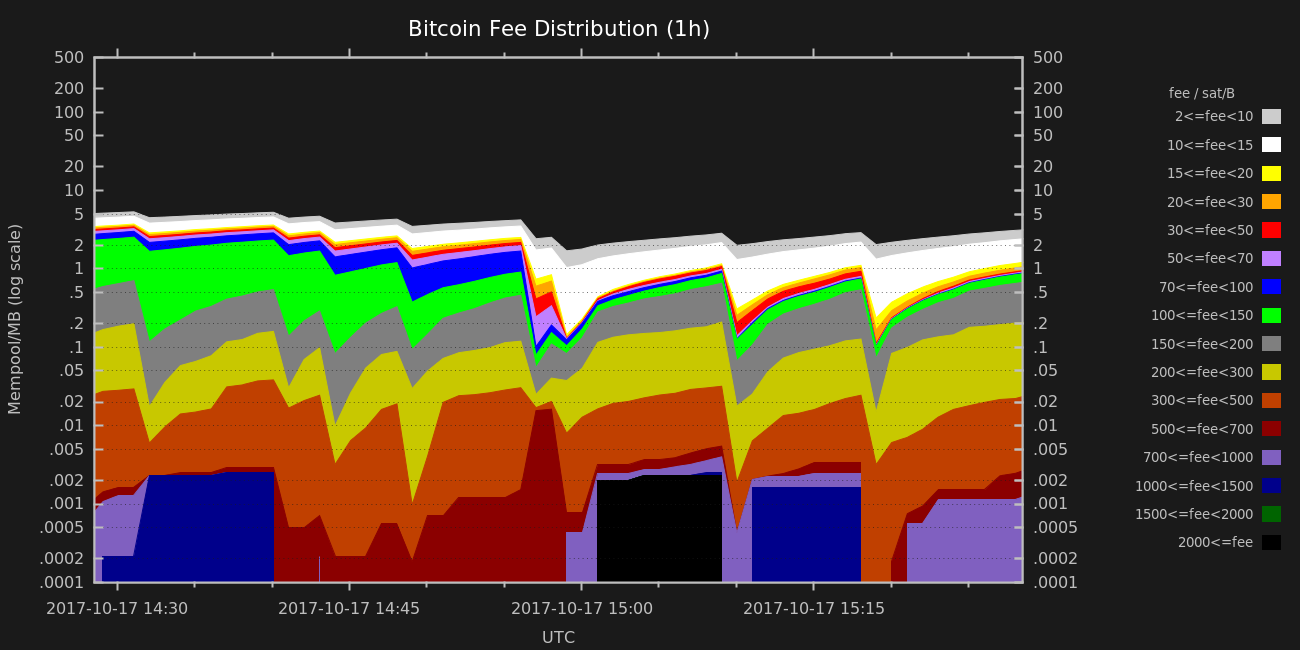 Bitcoin Fee Distribution (1h)
500 500
200 200
100 100
50 50
20 20
10 10
5 5
2 2
1 1
.5 .5
.2 .2
.1 .1
.05 .05
.02 .02
.01 .01
.005 .005
.002 .002
.001 .001
.0005 .0005
.0002 .0002
.0001 .0001
Mempool/MB (log scale)
2017-10-17 14:30 2017-10-17 14:45 2017-10-17 15:00 2017-10-17 15:15
UTC
fee / sat/B
2<=fee<10
10<=fee<15
15<=fee<20
20<=fee<30
30<=fee<50
50<=fee<70
70<=fee<100
100<=fee<150
150<=fee<200
200<=fee<300
300<=fee<500
500<=fee<700
700<=fee<1000
1000<=fee<1500
1500<=fee<2000
2000<=fee